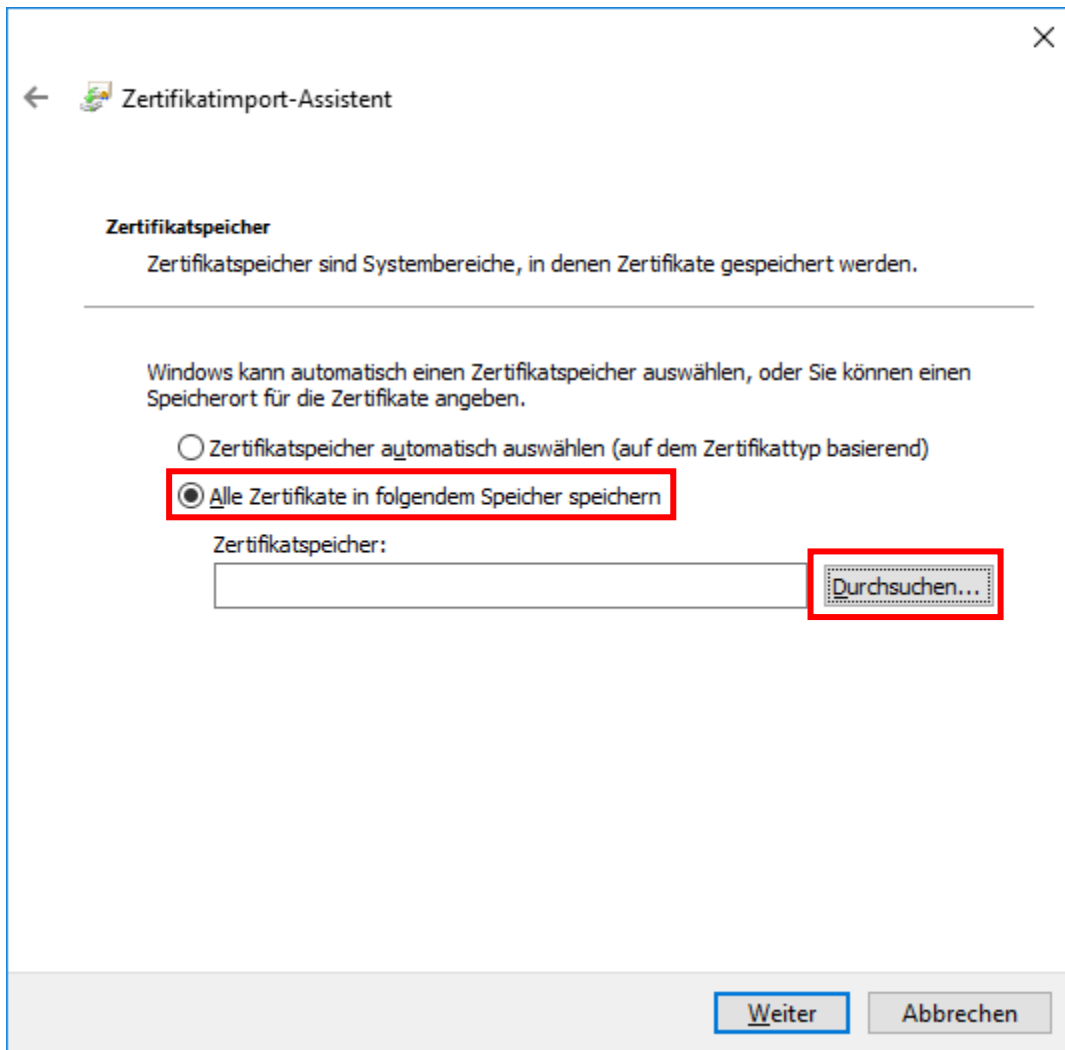 Zertifikatimport-Assistent
Zertifikatspeicher
Zertifikatspeicher sind Systembereiche, in denen Zertifikate gespeichert werden.
Windows kann automatisch einen Zertifikatspeicher auswählen, oder Sie können einen
Speicherort für die Zertifikate angeben.
Zertifikatspeicher automatisch auswählen (auf dem Zertifikattyp basierend)
Alle Zertifikate in folgendem Speicher speichern
Zertifikatspeicher:
Durchsuchen...
Weiter
Abbrechen